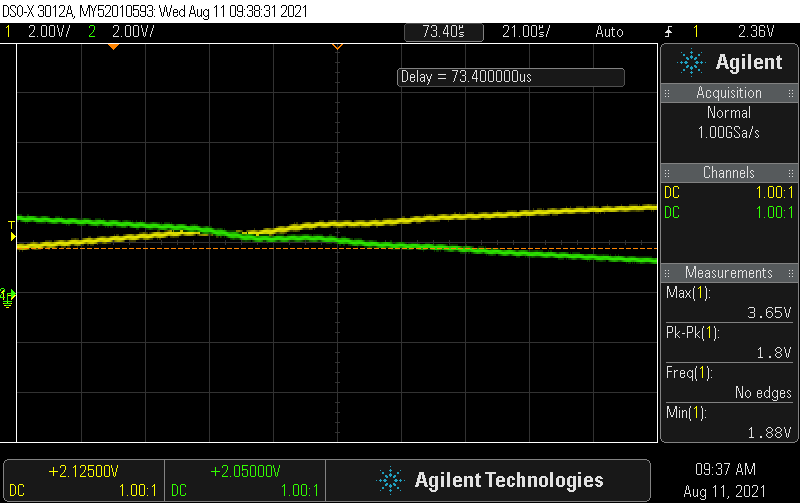 DSO-X 3012A, MY52010593: Wed Aug 11 09:38:31 2021
1 2.00V/ 2 2.00V/ 73.40s/ 21.00s/ Auto 1 2.36V
Delay = 73.400000us
Agilent
Acquisition
Normal
1.00GSa/s
Channels
DC 1.00:1
DC 1.00:1
Measurements
Max(1):
3.65V
Pk-Pk(1):
1.8V
Freq(1):
No edges
Min(1):
1.88V
T
+2.12500V
DC 1.00:1
+2.05000V
DC 1.00:1
Agilent Technologies
09:37 AM
Aug 11, 2021